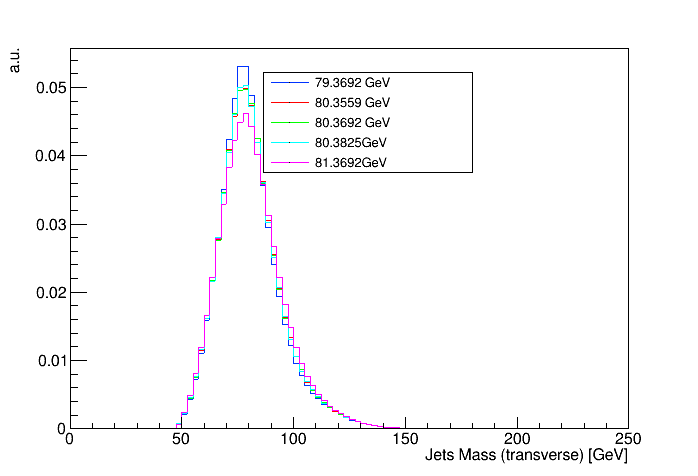 a.u.
79.3692 GeV
80.3559 GeV
80.3692 GeV
80.3825GeV
81.3692GeV
0.05
0.04
0.03
0.02
0.01
0
0 50 100 150 200 250
Jets Mass (transverse) [GeV]